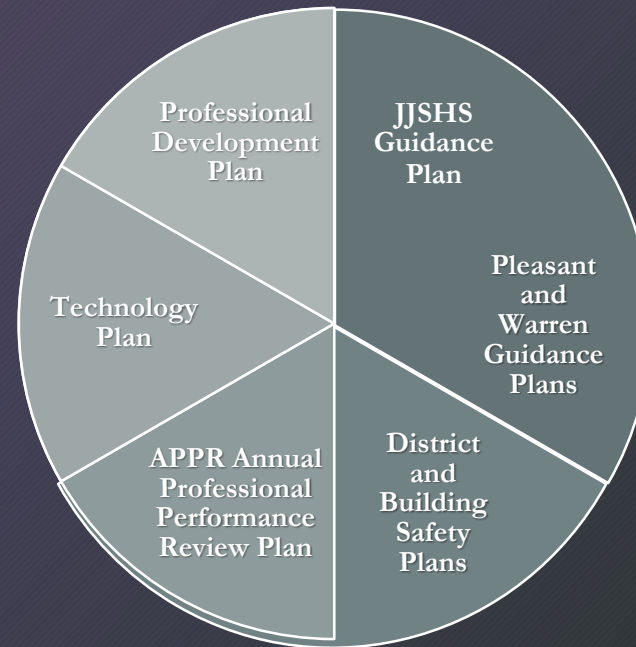 JJSHS
Guidance
Plan
Pleasant
and
Warren
Guidance
Plans
District
and
Building
Safety
Plans
APPR Annual
Professional
Performance
Review Plan
Technology
Plan
Professional
Development
Plan